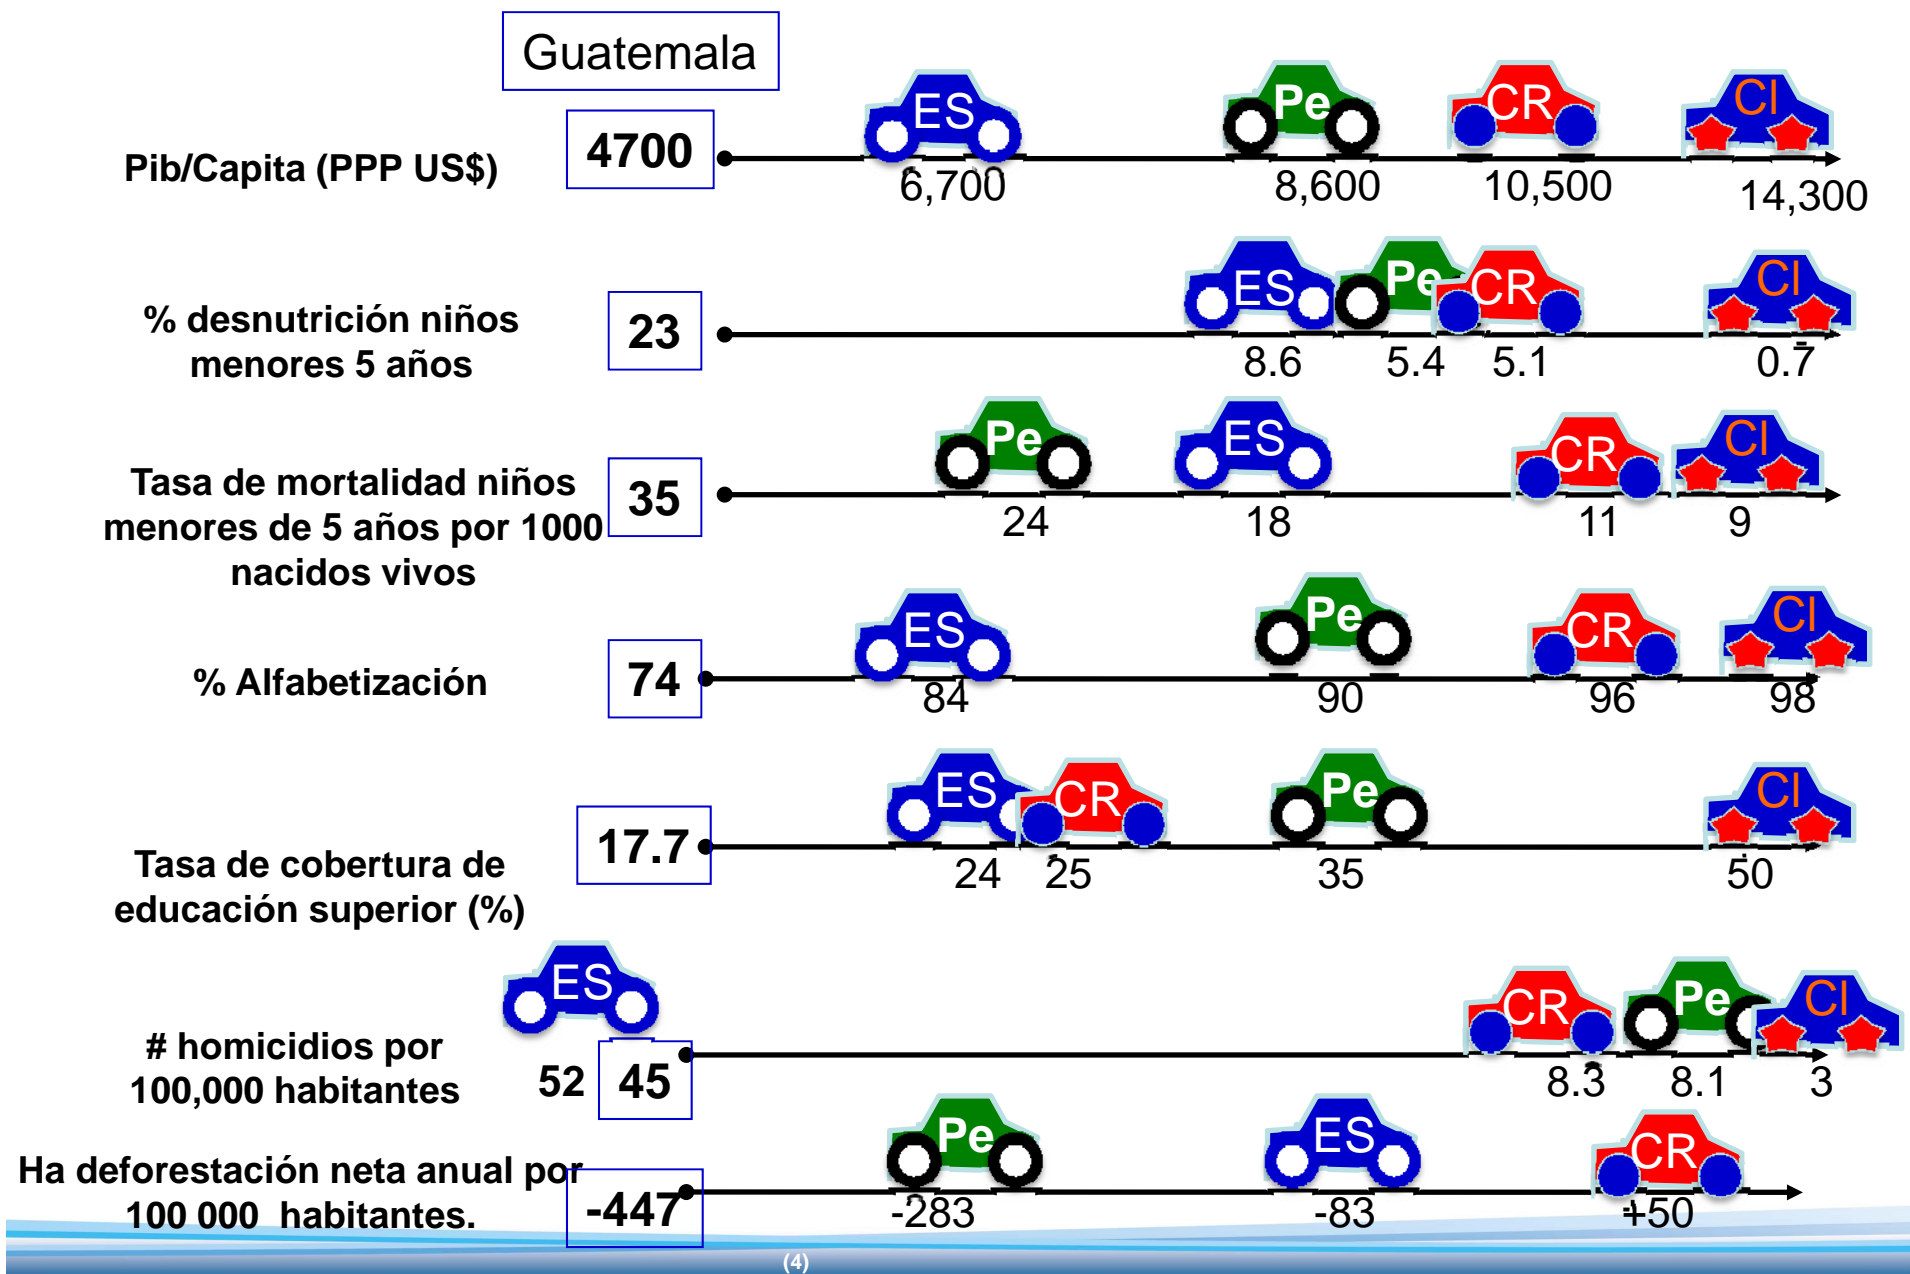 Guatemala
Pib/Capita (PPP US$)
4700
ES
Pe
CR
CI
6,700
8,600
10,500
14,300
% desnutrición niños
menores 5 años
23
ES
Pe
CR
CI
8.6
5.4
5.1
0.7
Tasa de mortalidad niños
menores de 5 años por 1000
nacidos vivos
35
Pe
ES
CR
CI
24
18
11
9
% Alfabetización
74
ES
Pe
CR
CI
84
90
96
98
Tasa de cobertura de
educación superior (%)
17.7
ES
CR
Pe
CI
24
25
35
50
# homicidios por
100,000 habitantes
ES
52
45
CR
Pe
CI
8.3
8.1
3
Ha deforestación neta anual por
100 000 habitantes.
-447
Pe
ES
CR
-283
-83
+50
(4)